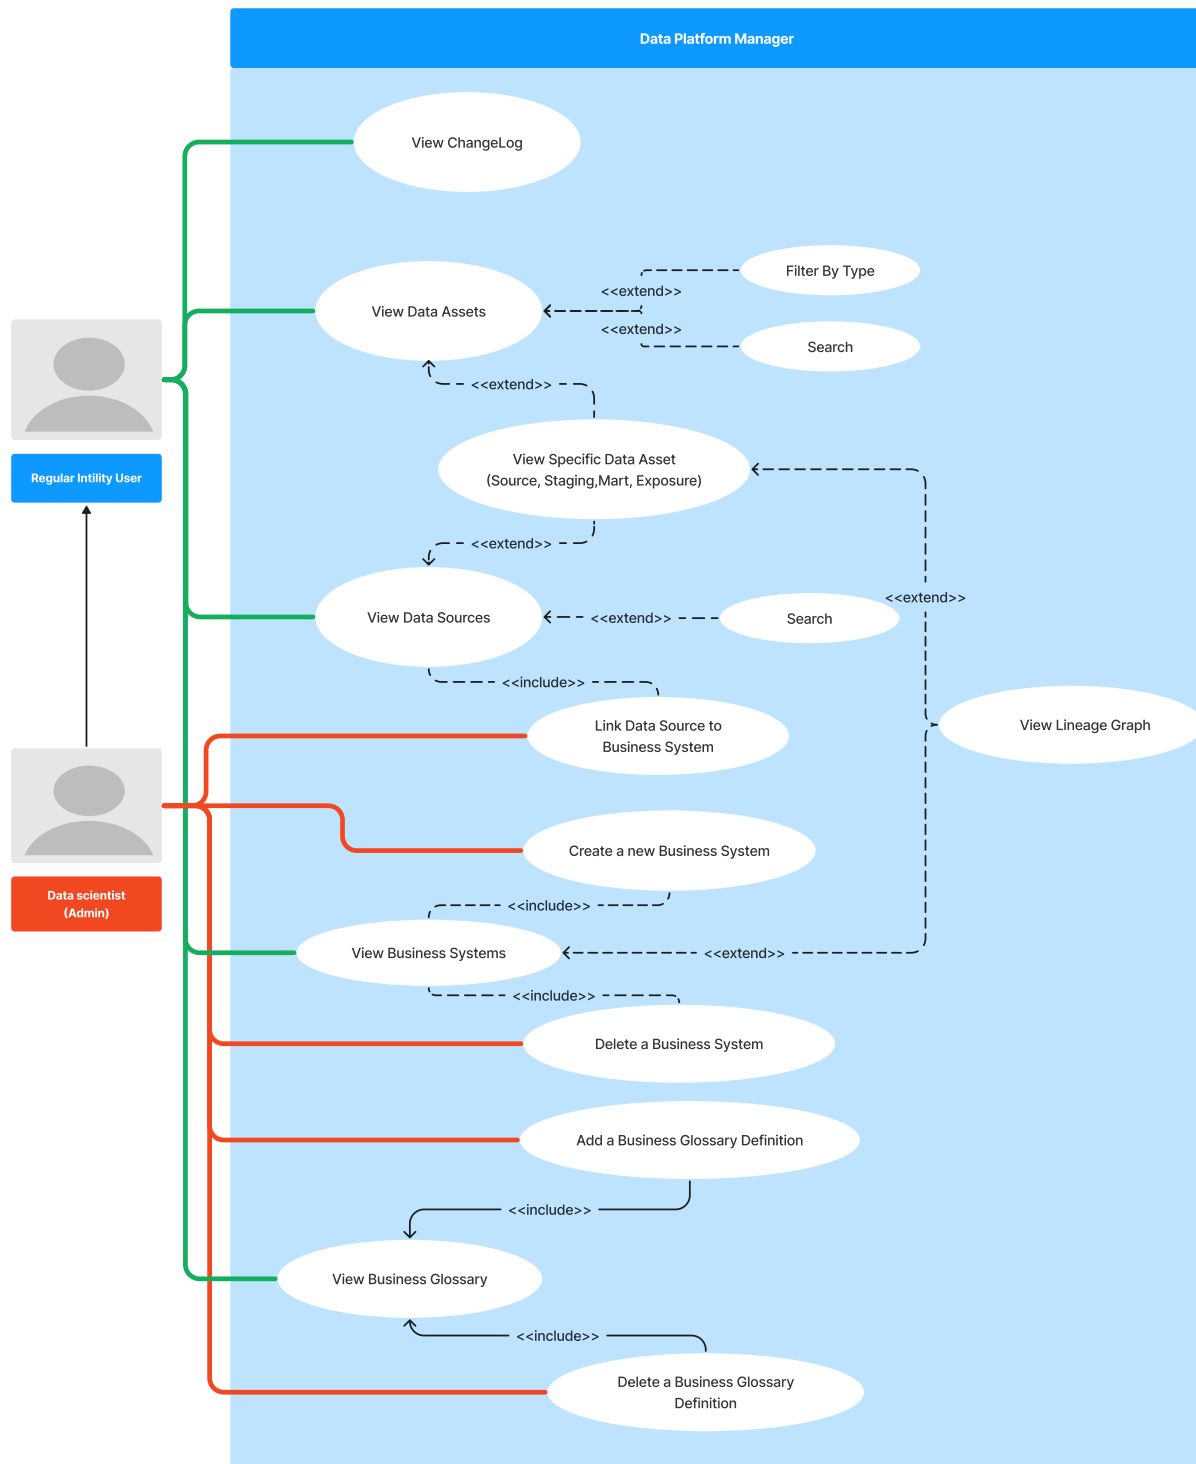 Data Platform Manager
View ChangeLog
Filter By Type
<<extend>>
View Data Assets
<<extend>>
Search
<<extend>>
View Specific Data Asset
(Source, Staging,Mart, Exposure)
Regular Intility User
<<extend>>
<<extend>>
View Data Sources
<<extend>>
Search
<<include>>
Link Data Source to
Business System
View Lineage Graph
Create a new Business System
Data scientist
(Admin)
<<include>>
View Business Systems
<<extend>>
<<include>>
Delete a Business System
Add a Business Glossary Definition
<<include>>
View Business Glossary
<<include>>
Delete a Business Glossary
Definition